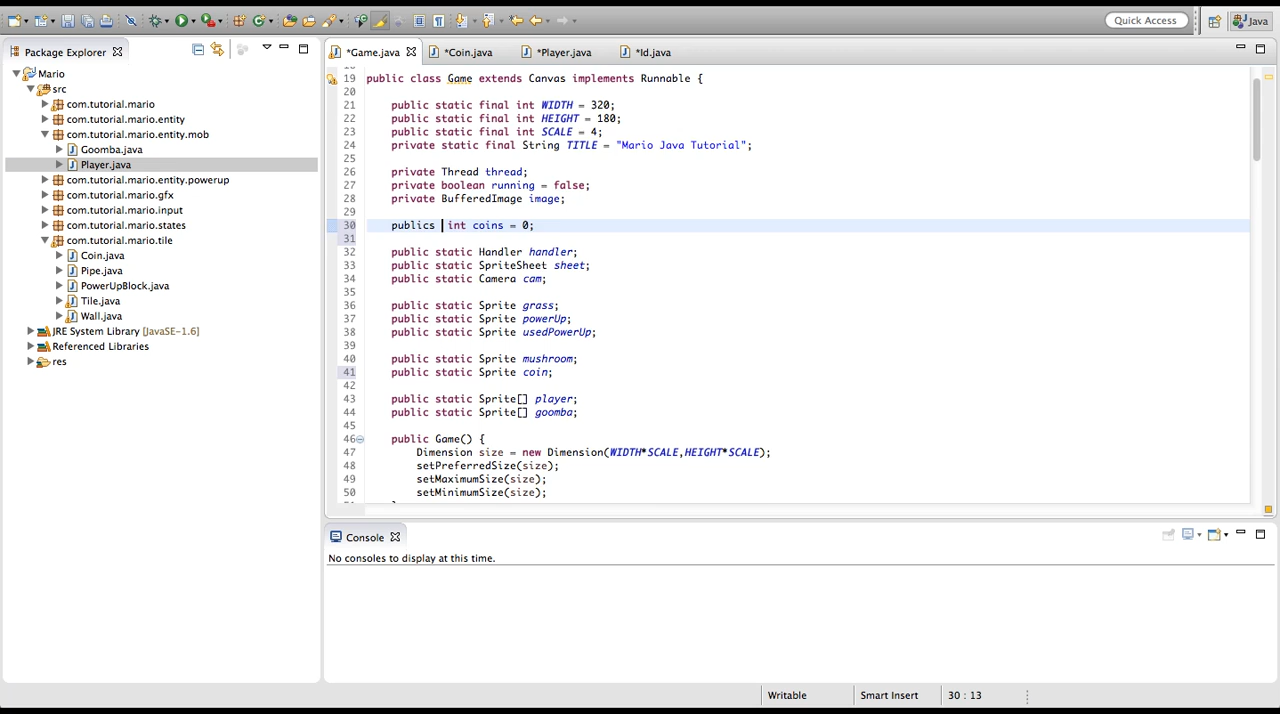 Quick Access
Java
Package Explorer
*Game.java
*Coin.java
*Player.java
*Id.java
Mario
src
com.tutorial.mario
com.tutorial.mario.entity
com.tutorial.mario.entity.mob
Goomba.java
Player.java
com.tutorial.mario.entity.powerup
com.tutorial.mario.gfx
com.tutorial.mario.input
com.tutorial.mario.states
com.tutorial.mario.tile
Coin.java
Pipe.java
PowerUpBlock.java
Tile.java
Wall.java
JRE System Library [JavaSE-1.6]
Referenced Libraries
res
19 public class Game extends Canvas implements Runnable {
20
21 public static final int WIDTH = 320;
22 public static final int HEIGHT = 180;
23 public static final int SCALE = 4;
24 private static final String TITLE = "Mario Java Tutorial";
25
26 private Thread thread;
27 private boolean running = false;
28 private BufferedImage image;
29
30 publics int coins = 0;
31
32 public static Handler handler;
33 public static SpriteSheet sheet;
34 public static Camera cam;
35
36 public static Sprite grass;
37 public static Sprite powerUp;
38 public static Sprite usedPowerUp;
39
40 public static Sprite mushroom;
41 public static Sprite coin;
42
43 public static Sprite[] player;
44 public static Sprite[] goomba;
45
46 public Game() {
47 Dimension size = new Dimension(WIDTH*SCALE,HEIGHT*SCALE);
48 setPreferredSize(size);
49 setMaximumSize(size);
50 setMinimumSize(size);
Console
No consoles to display at this time.
Writable
Smart Insert
30 : 13